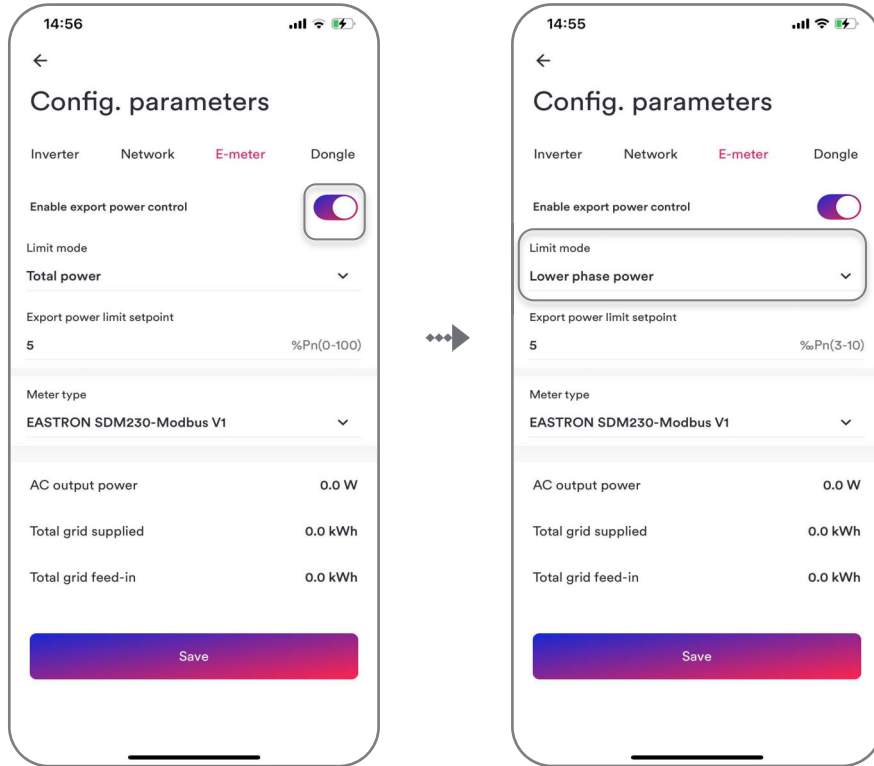 14:56
Config. parameters
Inverter Network E-meter Dongle
Enable export power control
Limit mode
Total power
Export power limit setpoint
5 %Pn(0-100)
Meter type
EASTRON SDM230-Modbus V1
AC output power 0.0 W
Total grid supplied 0.0 kWh
Total grid feed-in 0.0 kWh
Save
14:55
Config. parameters
Inverter Network E-meter Dongle
Enable export power control
Limit mode
Lower phase power
Export power limit setpoint
5 ‰Pn(3-10)
Meter type
EASTRON SDM230-Modbus V1
AC output power 0.0 W
Total grid supplied 0.0 kWh
Total grid feed-in 0.0 kWh
Save